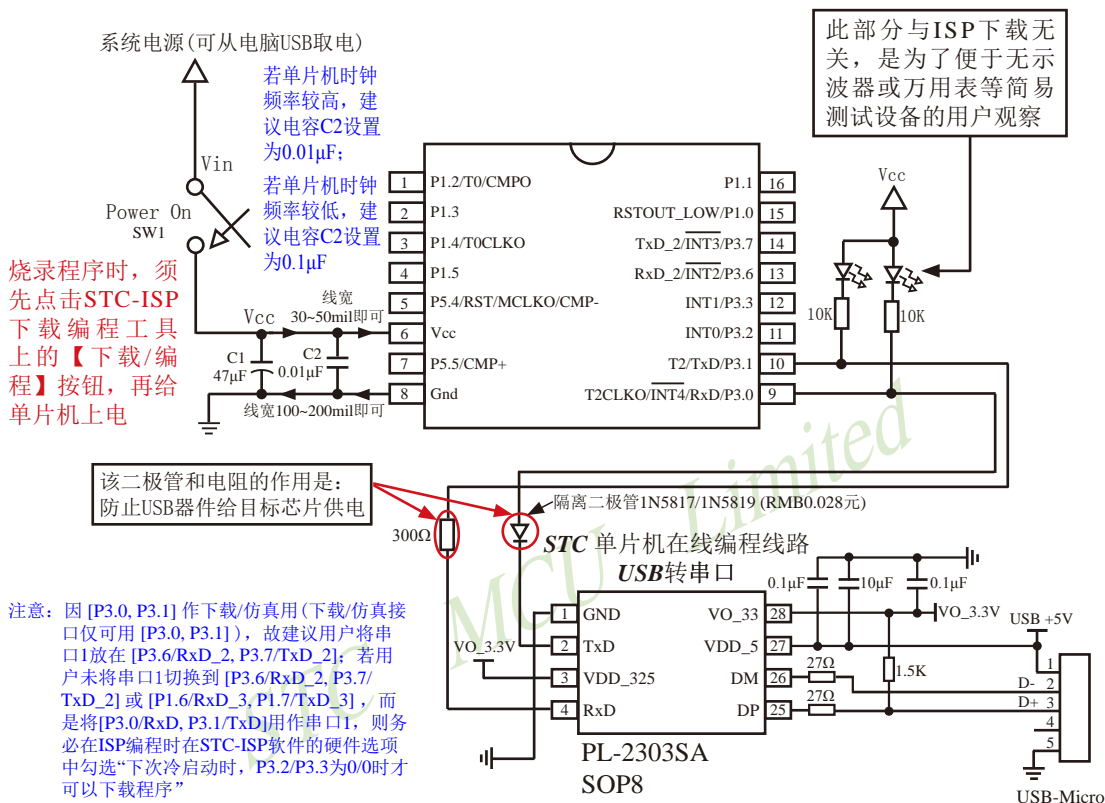 系统电源(可从电脑USB取电)
若单片机时钟
频率较高，建
议电容C2设置
为0.01μF；
若单片机时钟
频率较低，建
议电容C2设置
为0.1μF
Vin
Power On
SW1
烧录程序时，须
先点击STC-ISP
下载编程工具
上的【下载/编
程】按钮，再给
单片机上电
Vcc
线宽
30~50mil即可
C1
47μF
C2
0.01μF
线宽100~200mil即可
1 P1.2/T0/CMPO
2 P1.3
3 P1.4/T0CLKO
4 P1.5
5 P5.4/RST/MCLKO/CMP-
6 Vcc
7 P5.5/CMP+
8 Gnd
P1.1 16
RSTOUT_LOW/P1.0 15
TxD_2/INT3/P3.7 14
RxD_2/INT2/P3.6 13
INT1/P3.3 12
INT0/P3.2 11
T2/TxD/P3.1 10
T2CLKO/INT4/RxD/P3.0 9
此部分与ISP下载无
关，是为了便于无示
波器或万用表等简易
测试设备的用户观察
Vcc
10K
10K
该二极管和电阻的作用是：
防止USB器件给目标芯片供电
300Ω
隔离二极管1N5817/1N5819 (RMB0.028元)
STC 单片机在线编程线路
USB转串口
1 GND
2 TxD
3 VDD_325
4 RxD
VO_33 28
VDD_5 27
DM 26
DP 25
VO_3.3V
PL-2303SA
SOP8
0.1μF
10μF
0.1μF
VO_3.3V
USB +5V
27Ω
27Ω
1.5K
D-
D+
1
2
3
4
5
USB-Micro
注意：因 [P3.0, P3.1] 作下载/仿真用(下载/仿真接
口仅可用 [P3.0, P3.1] )，故建议用户将串
口1放在 [P3.6/RxD_2, P3.7/TxD_2]；若用
户未将串口1切换到 [P3.6/RxD_2, P3.7/
TxD_2] 或 [P1.6/RxD_3, P1.7/TxD_3] ，而
是将[P3.0/RxD, P3.1/TxD]用作串口1，则务
必在ISP编程时在STC-ISP软件的硬件选项
中勾选“下次冷启动时，P3.2/P3.3为0/0时才
可以下载程序”
STC MCU Limited